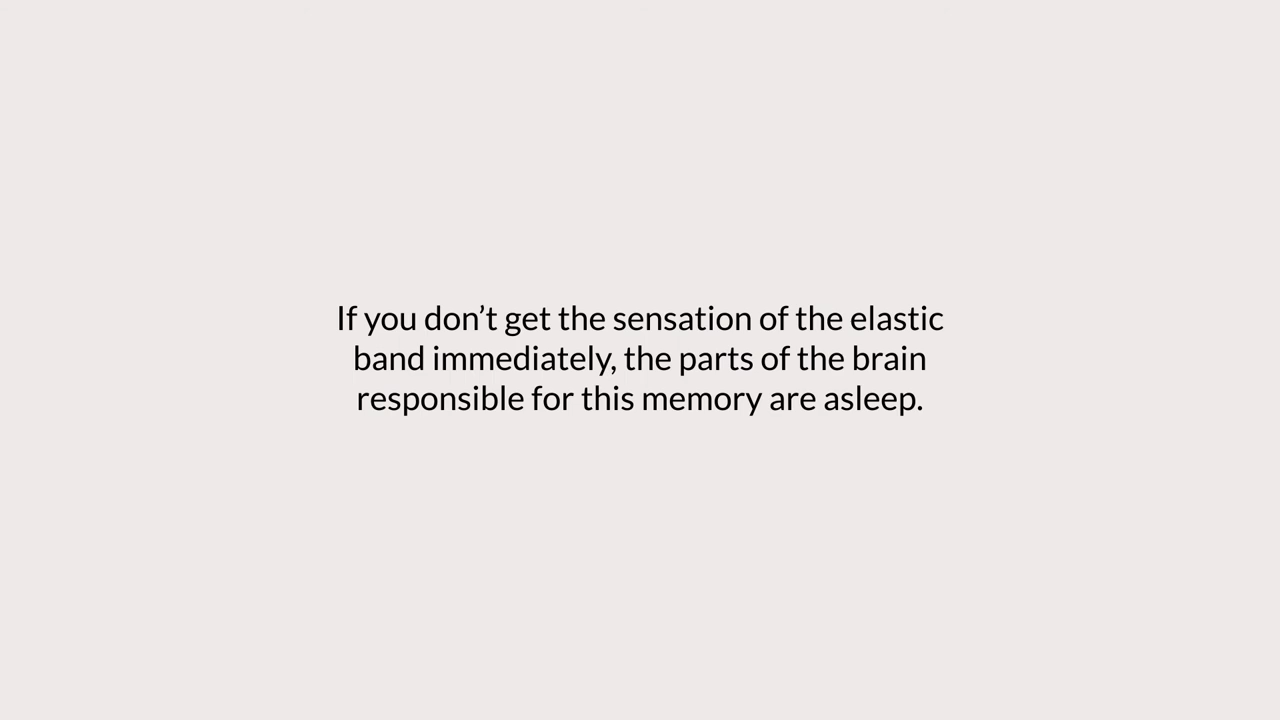 If you don’t get the sensation of the elastic
band immediately, the parts of the brain
responsible for this memory are asleep.